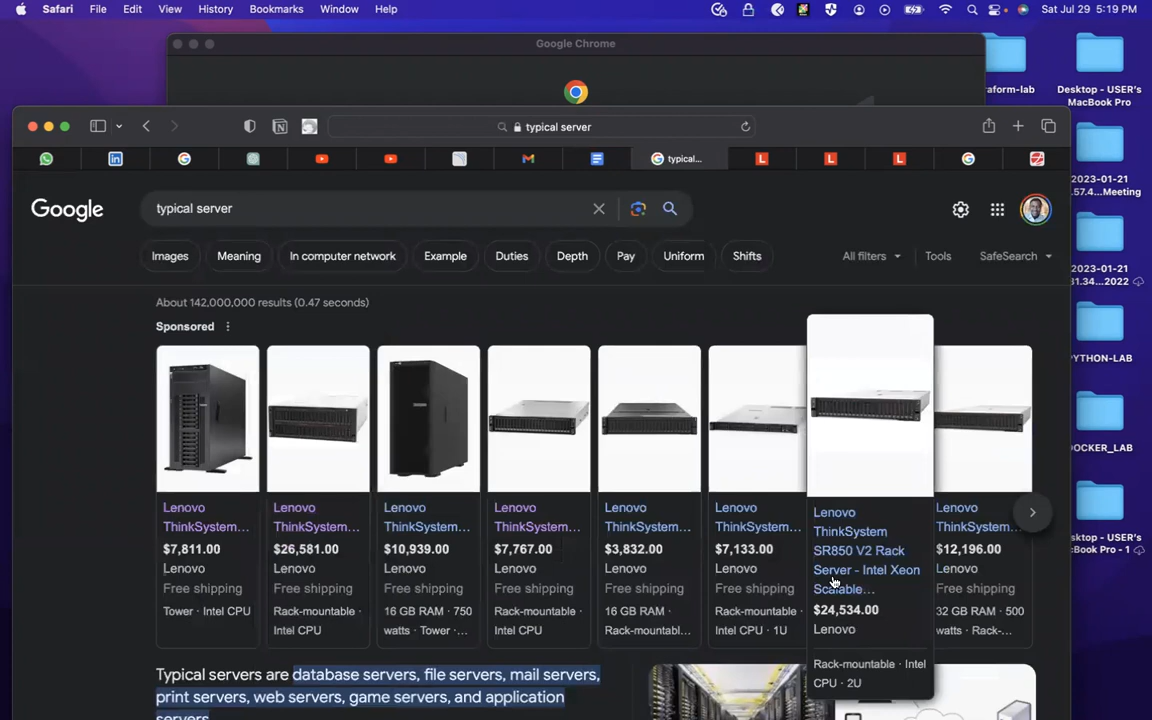 Safari File Edit View History Bookmarks Window Help Sat Jul 29 5:19 PM
Google Chrome
raform-lab
Desktop - USER's
MacBook Pro
typical server
typical...
2023-01-21
.57.4...Meeting
Google
typical server
Images Meaning In computer network Example Duties Depth Pay Uniform Shifts All filters Tools SafeSearch
2023-01-21
31.34...2022
About 142,000,000 results (0.47 seconds)
Sponsored
PYTHON-LAB
DOCKER_LAB
Lenovo
ThinkSystem...
$7,811.00
Lenovo
Free shipping
Tower · Intel CPU
Lenovo
ThinkSystem...
$26,581.00
Lenovo
Free shipping
Rack-mountable ·
Intel CPU
Lenovo
ThinkSystem...
$10,939.00
Lenovo
Free shipping
16 GB RAM · 750
watts · Tower ·...
Lenovo
ThinkSystem...
$7,767.00
Lenovo
Free shipping
Rack-mountable ·
Intel CPU
Lenovo
ThinkSystem...
$3,832.00
Lenovo
Free shipping
16 GB RAM ·
Rack-mountabl...
Lenovo
ThinkSystem...
$7,133.00
Lenovo
Free shipping
Rack-mountable ·
Intel CPU · 1U
Lenovo
ThinkSystem
SR850 V2 Rack
Server - Intel Xeon
Scalable...
$24,534.00
Lenovo
Rack-mountable · Intel
CPU · 2U
Lenovo
ThinkSystem...
$12,196.00
Lenovo
Free shipping
32 GB RAM · 500
watts · Rack-...
sktop - USER's
MacBook Pro - 1
Typical servers are database servers, file servers, mail servers,
print servers, web servers, game servers, and application
servers